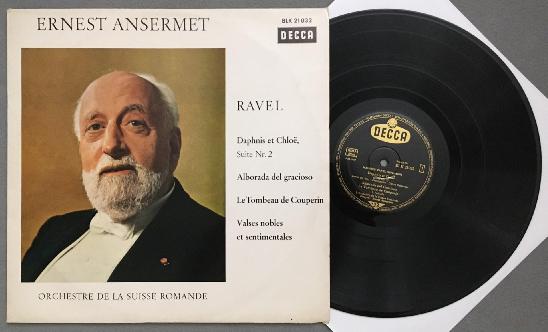 ERNEST ANSERMET
BLK 21 032
DECCA
RAVEL
Daphnis et Chloë,
Suite Nr. 2
Alborada del gracioso
Le Tombeau de Couperin
Valses nobles
et sentimentales
ORCHESTRE DE LA SUISSE ROMANDE
DECCA